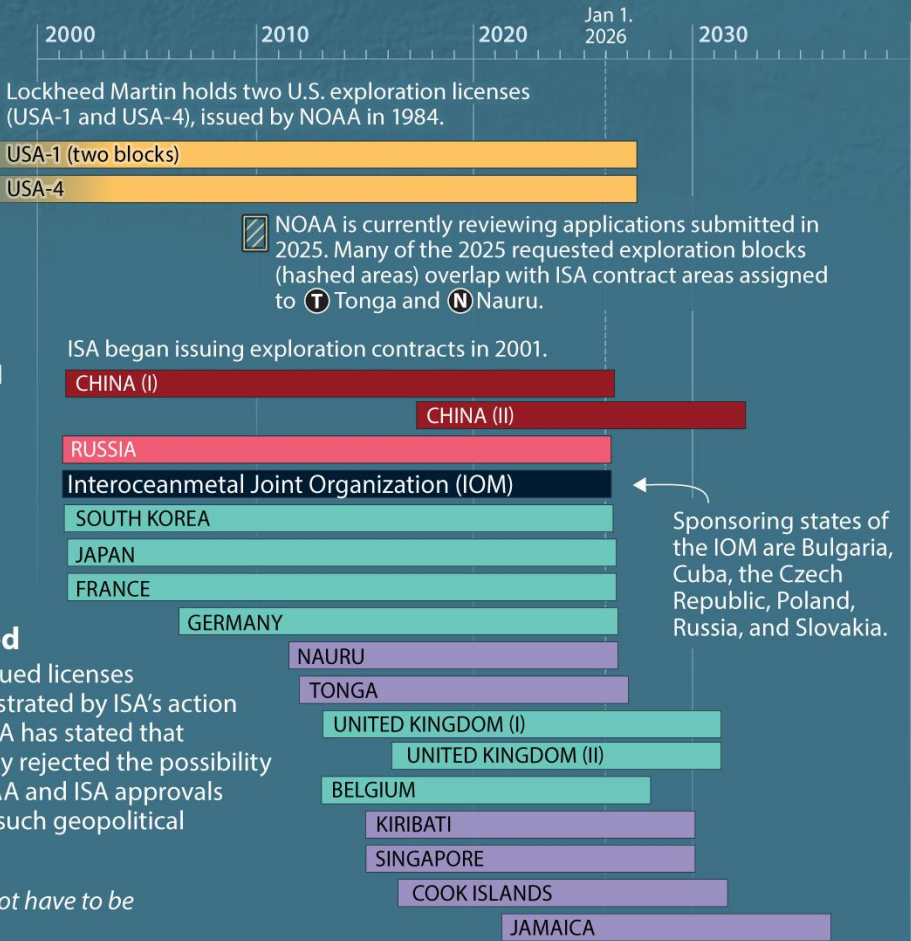 2000
2010
2020
Jan 1.
2026
2030
Lockheed Martin holds two U.S. exploration licenses
(USA-1 and USA-4), issued by NOAA in 1984.
USA-1 (two blocks)
USA-4
NOAA is currently reviewing applications submitted in
2025. Many of the 2025 requested exploration blocks
(hashed areas) overlap with ISA contract areas assigned
to T Tonga and N Nauru.
ISA began issuing exploration contracts in 2001.
CHINA (I)
CHINA (II)
RUSSIA
Interoceanmetal Joint Organization (IOM)
SOUTH KOREA
JAPAN
FRANCE
GERMANY
Sponsoring states of
the IOM are Bulgaria,
Cuba, the Czech
Republic, Poland,
Russia, and Slovakia.
NAURU
TONGA
UNITED KINGDOM (I)
UNITED KINGDOM (II)
BELGIUM
KIRIBATI
SINGAPORE
COOK ISLANDS
JAMAICA
ed
ued licenses
strated by ISA's action
A has stated that
y rejected the possibility
AA and ISA approvals
such geopolitical
ot have to be